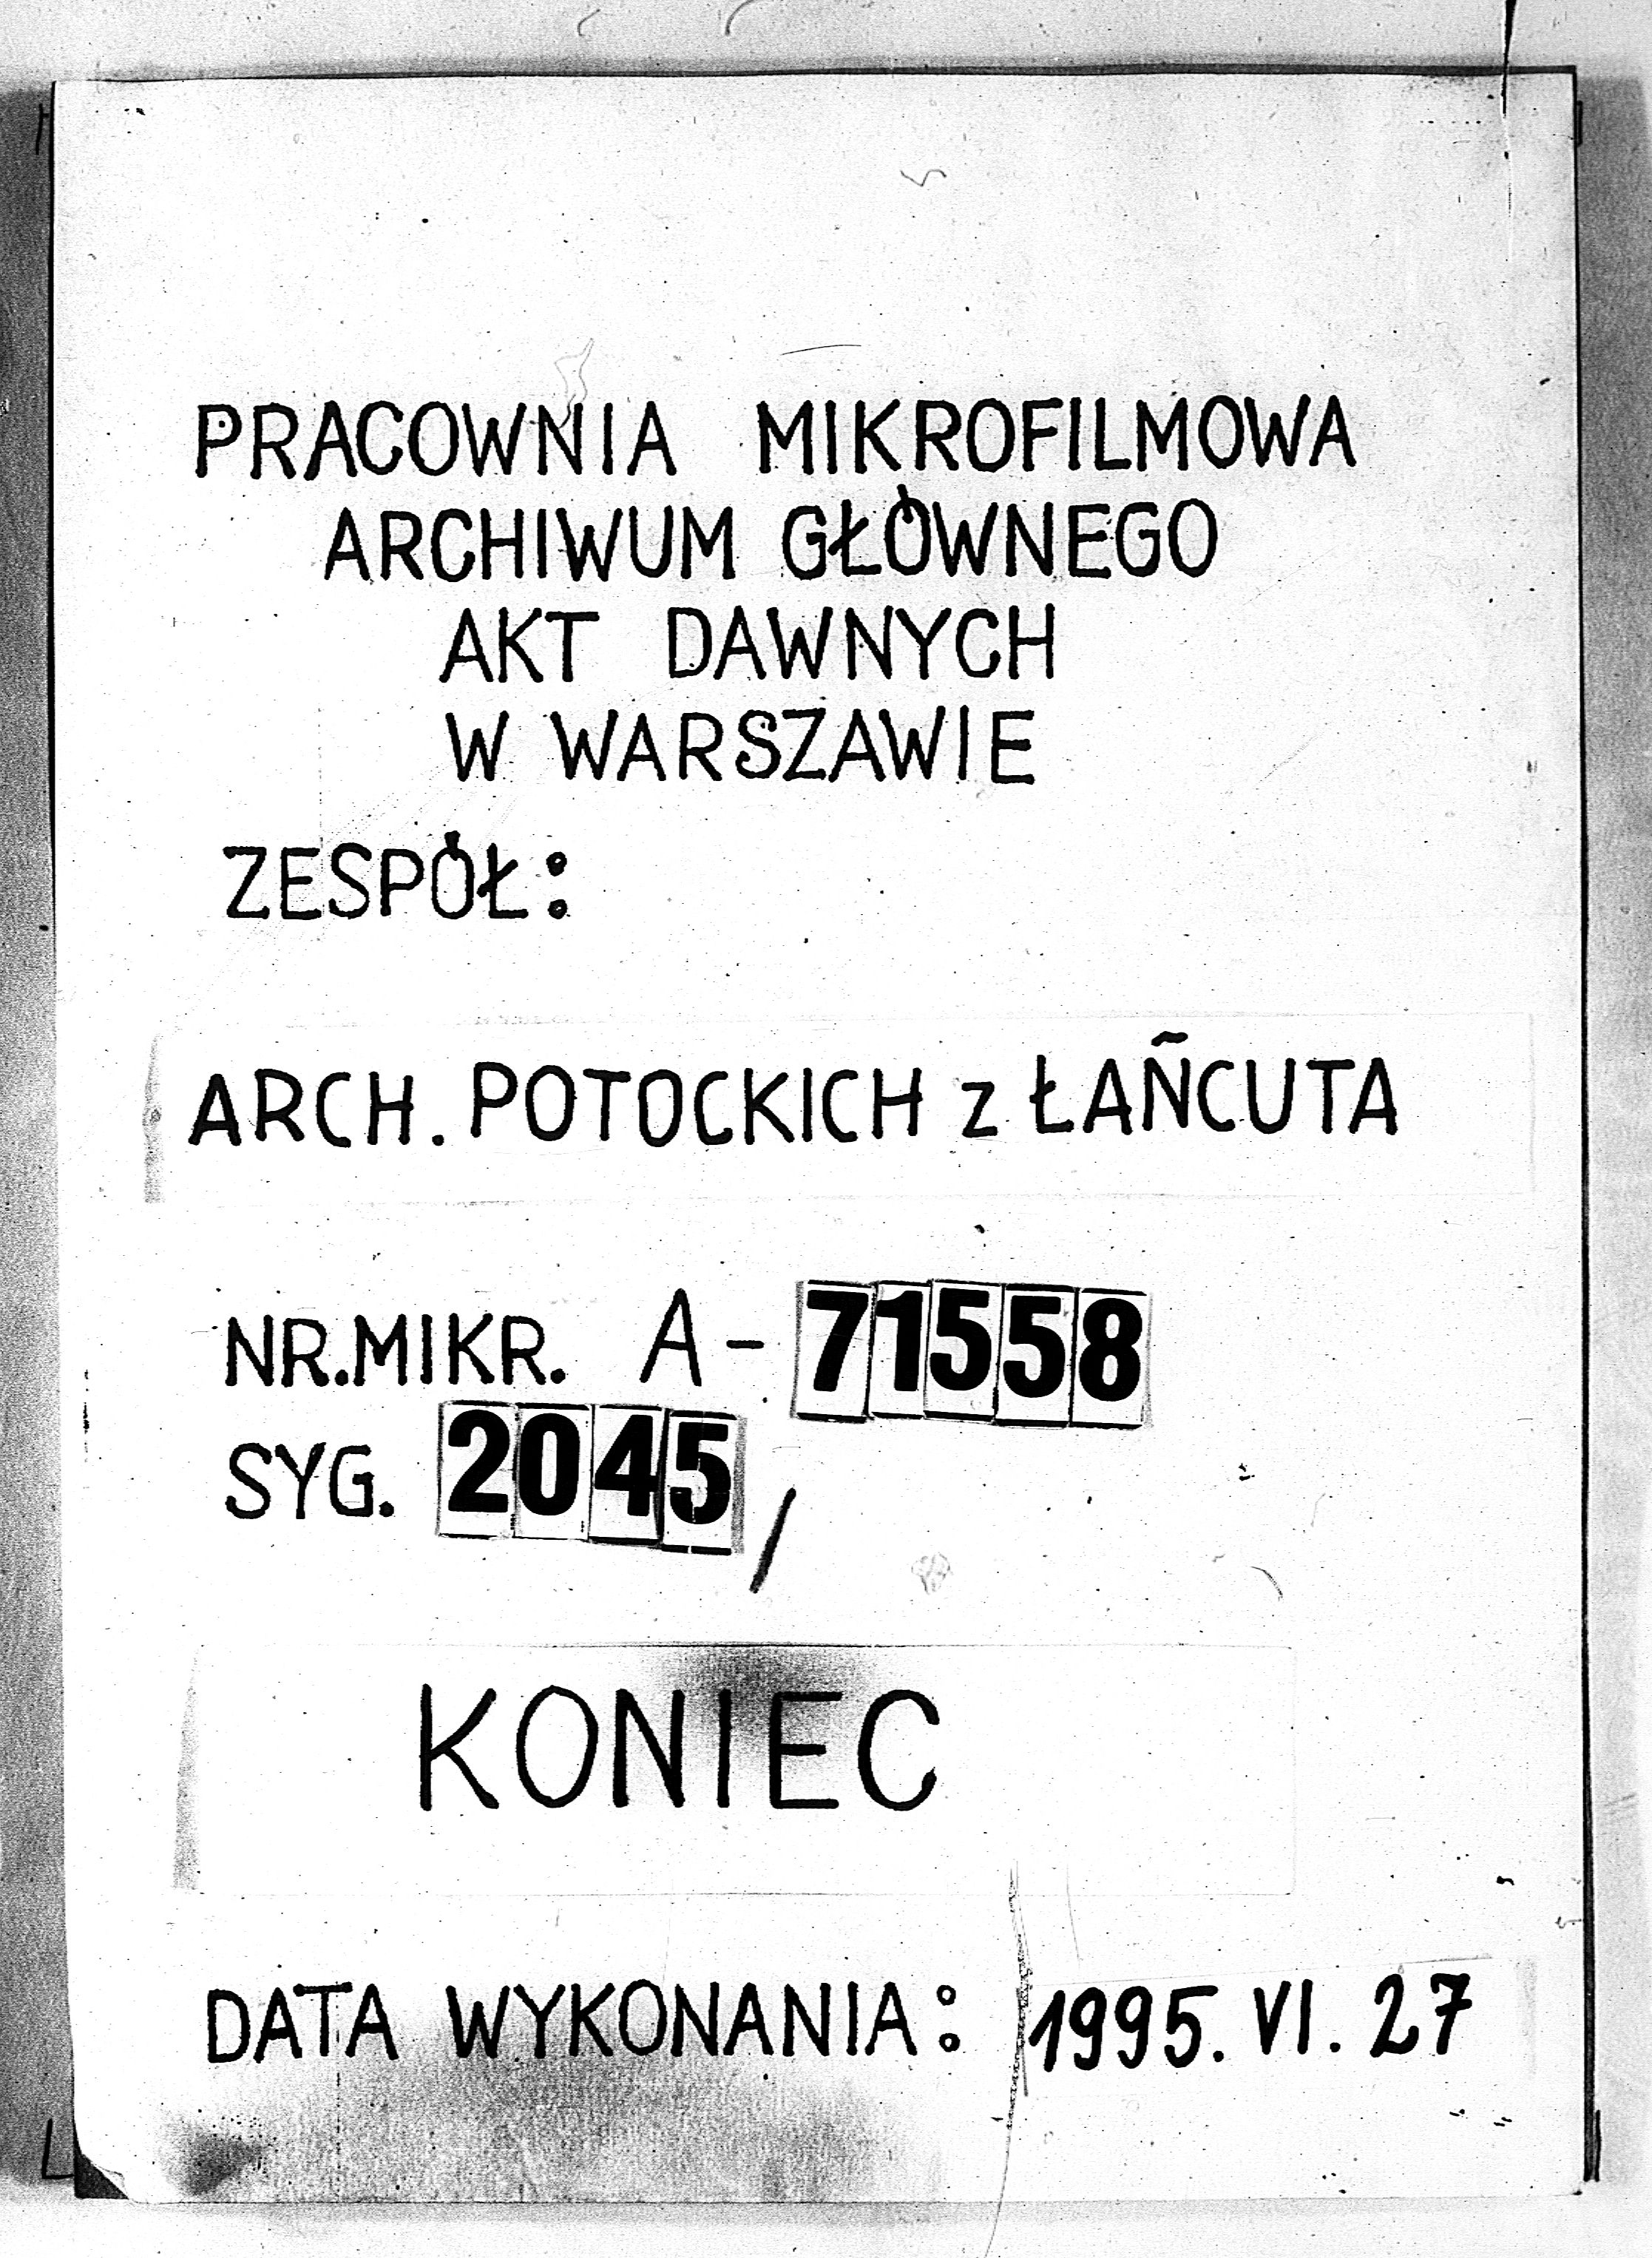 PRACOWNIA MIKROFILMOWA
ARCHIWUM GŁÓWNEGO
AKT DAWNYCH
W WARSZAWIE
ZESPÓŁ:
ARCH. POTOCKICH z ŁAŃCUTA
NR.MIKR. A-71558
SYG. 2045/
KONIEC
DATA WYKONANIA: 1995. VI. 27